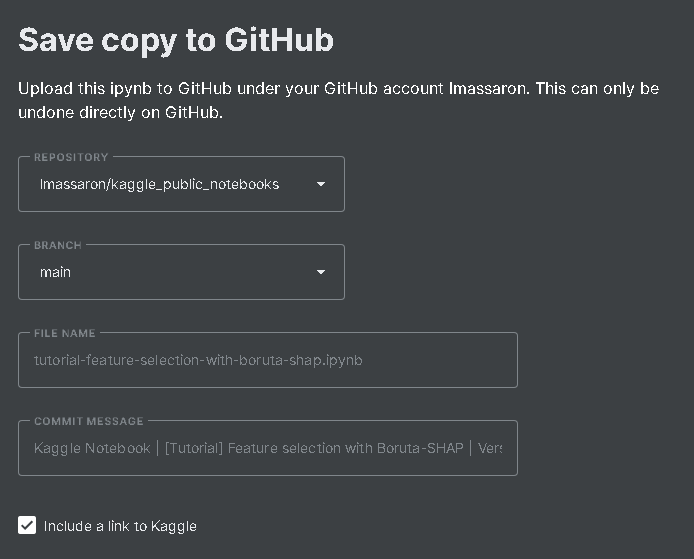 Save copy to GitHub
Upload this ipynb to GitHub under your GitHub account lmassaron. This can only be
undone directly on GitHub.
REPOSITORY
lmassaron/kaggle_public_notebooks
BRANCH
main
FILE NAME
tutorial-feature-selection-with-boruta-shap.ipynb
COMMIT MESSAGE
Kaggle Notebook | [Tutorial] Feature selection with Boruta-SHAP | Vers
Include a link to Kaggle